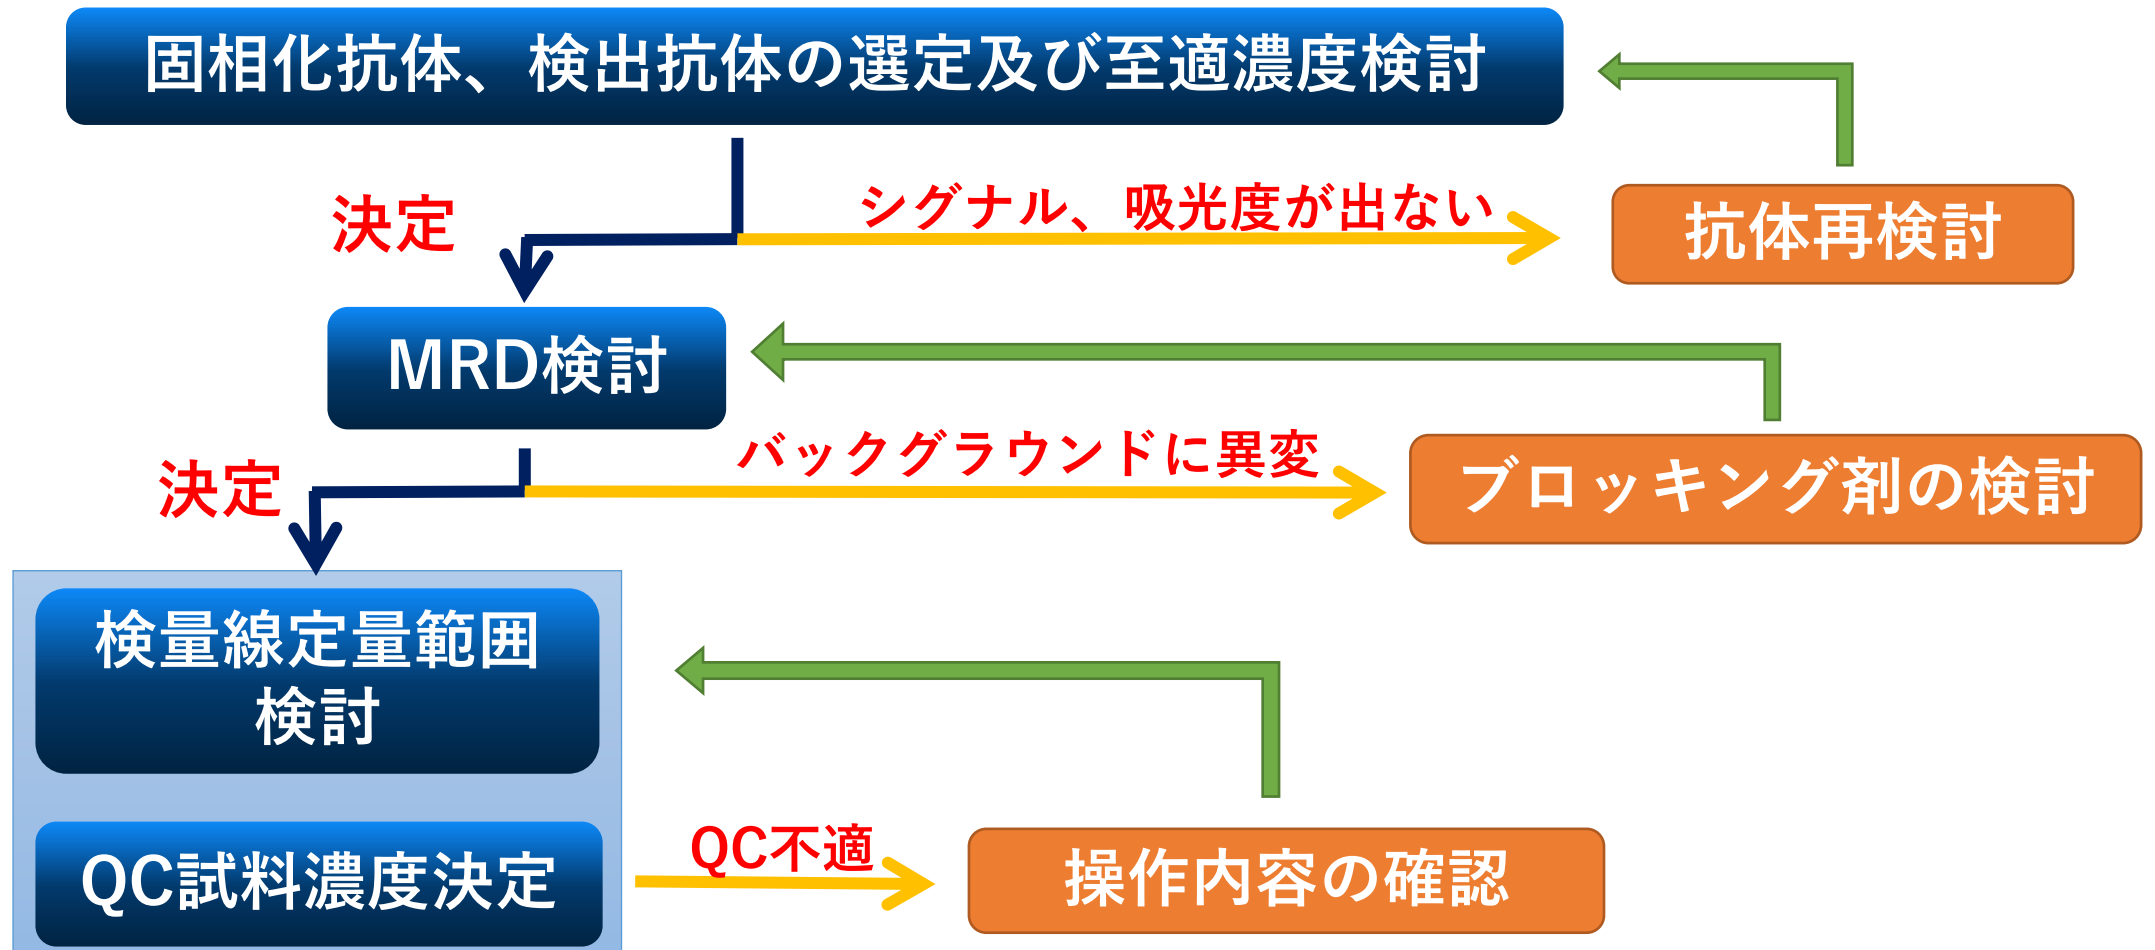 固相化抗体、検出抗体の選定及び至適濃度検討
決定
シグナル、吸光度が出ない
抗体再検討
MRD検討
決定
バックグラウンドに異変
ブロッキング剤の検討
検量線定量範囲
検討
QC試料濃度決定
QC不適
操作内容の確認